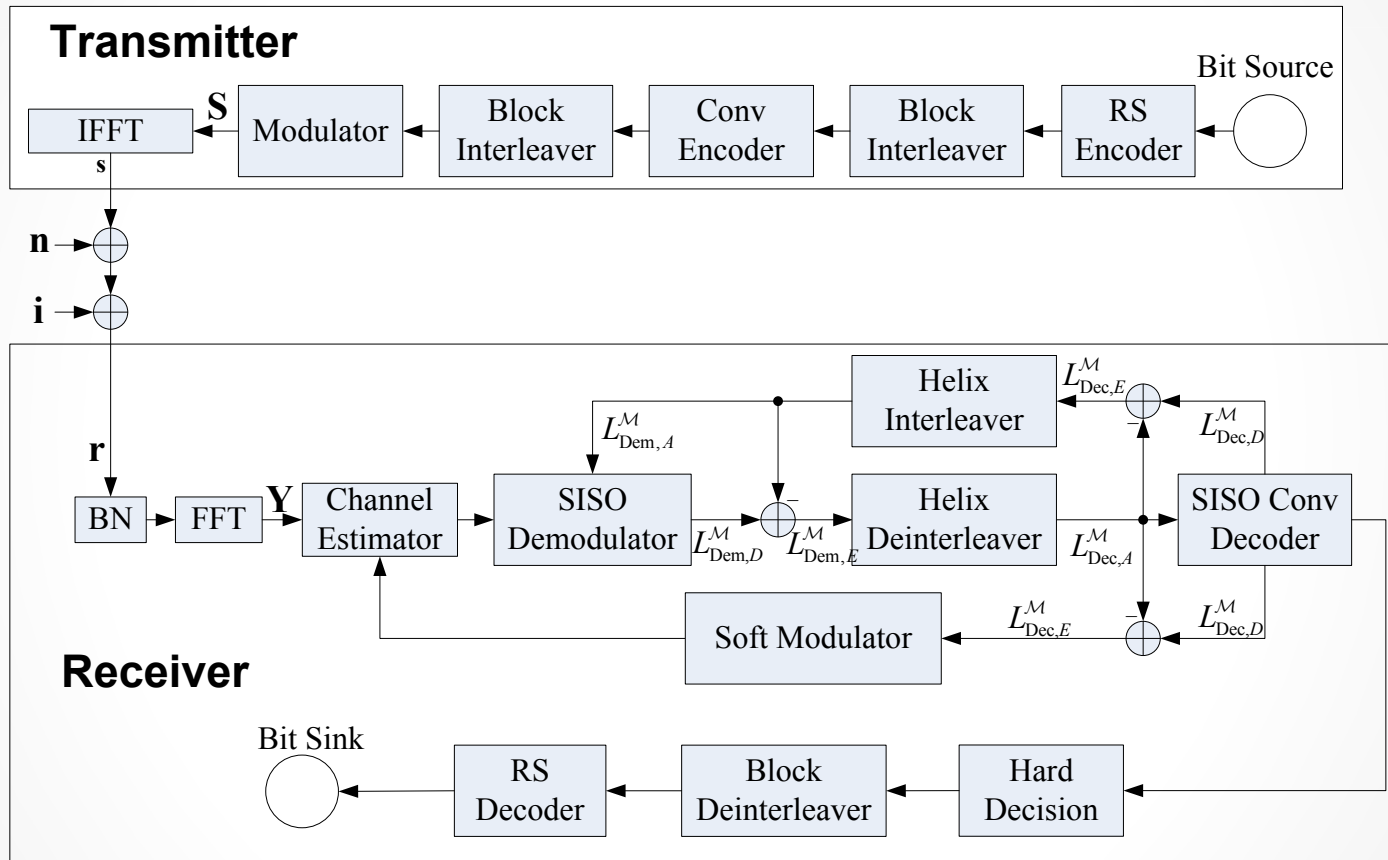 Transmitter
Bit Source
IFFT
S
Modulator
Block
Interleaver
Conv
Encoder
Block
Interleaver
RS
Encoder
s
n
i
r
BN
FFT
Y
Channel
Estimator
SISO
Demodulator
Helix
Interleaver
Helix
Deinterleaver
SISO Conv
Decoder
L^M_Dem,A
L^M_Dec,E
L^M_Dec,D
−
−
L^M_Dem,D
L^M_Dem,E
L^M_Dec,A
−
Soft Modulator
L^M_Dec,E
L^M_Dec,D
Receiver
Bit Sink
RS
Decoder
Block
Deinterleaver
Hard
Decision